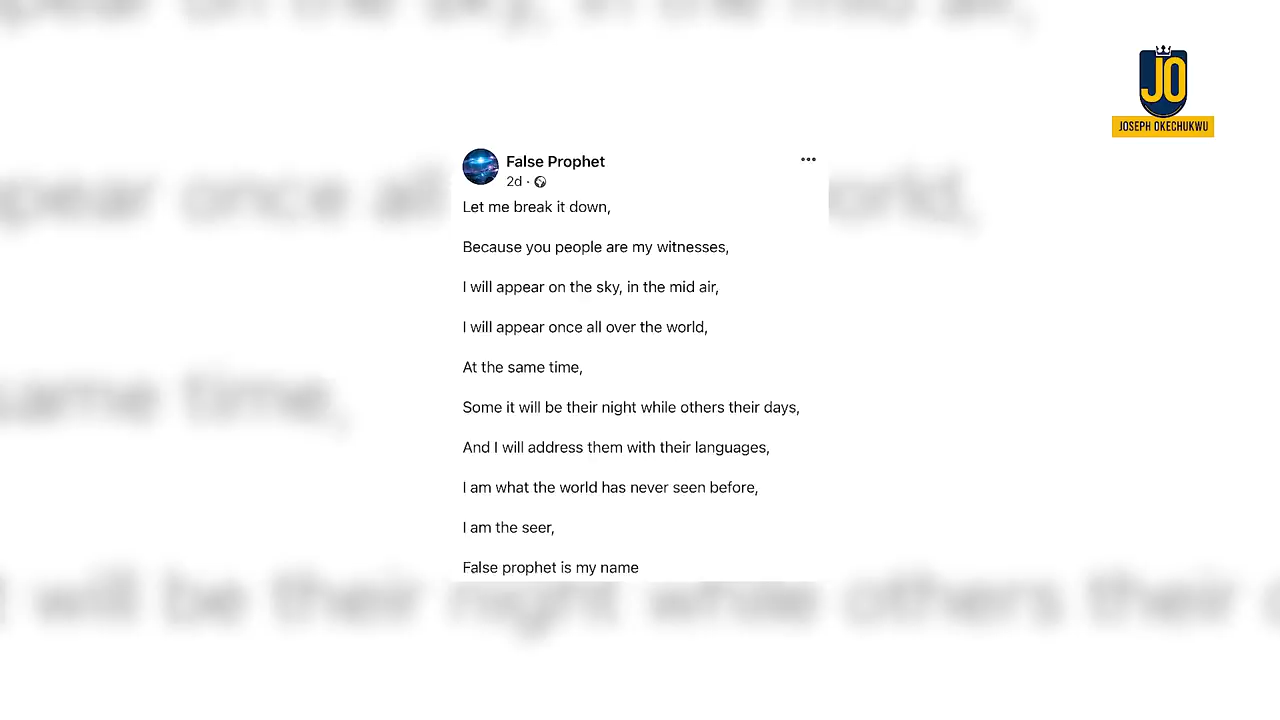 JO
JOSEPH OKECHUKWU
False Prophet
2d ·
Let me break it down,
Because you people are my witnesses,
I will appear on the sky, in the mid air,
I will appear once all over the world,
At the same time,
Some it will be their night while others their days,
And I will address them with their languages,
I am what the world has never seen before,
I am the seer,
False prophet is my name